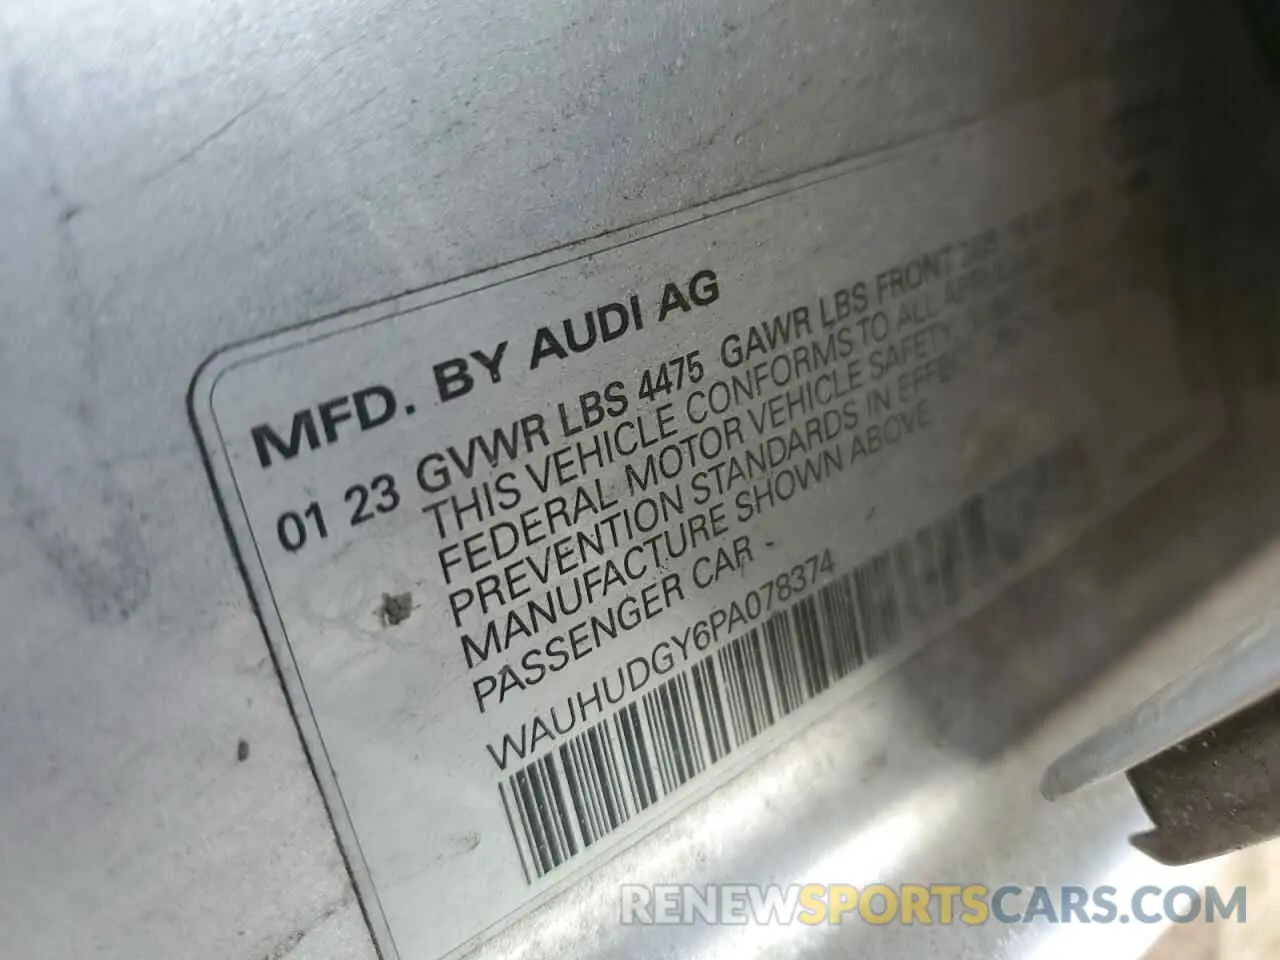 MFD. BY AUDI AG
01 23 GVWR LBS 4475 GAWR LBS FRONT
THIS VEHICLE CONFORMS TO ALL
FEDERAL MOTOR VEHICLE SAFETY
PREVENTION STANDARDS IN EFFECT
MANUFACTURE SHOWN ABOVE
PASSENGER CAR -
WAUHUDGY6PA078374
RENEWSPORTSCARS.COM